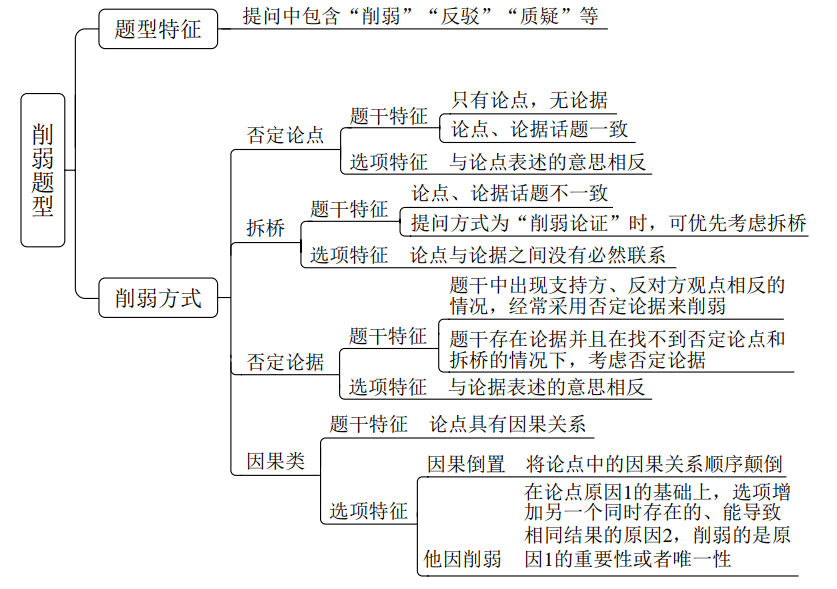 削弱题型
题型特征
提问中包含“削弱”“反驳”“质疑”等
削弱方式
否定论点
题干特征
只有论点，无论据
论点、论据话题一致
选项特征
与论点表述的意思相反
拆桥
题干特征
论点、论据话题不一致
提问方式为“削弱论证”时，可优先考虑拆桥
选项特征
论点与论据之间没有必然联系
否定论据
题干特征
题干中出现支持方、反对方观点相反的
情况，经常采用否定论据来削弱
题干存在论据并且在找不到否定论点和
拆桥的情况下，考虑否定论据
选项特征
与论据表述的意思相反
因果类
题干特征
论点具有因果关系
选项特征
因果倒置
将论点中的因果关系顺序颠倒
他因削弱
在论点原因1的基础上，选项增
加另一个同时存在的、能导致
相同结果的原因2，削弱的是原
因1的重要性或者唯一性